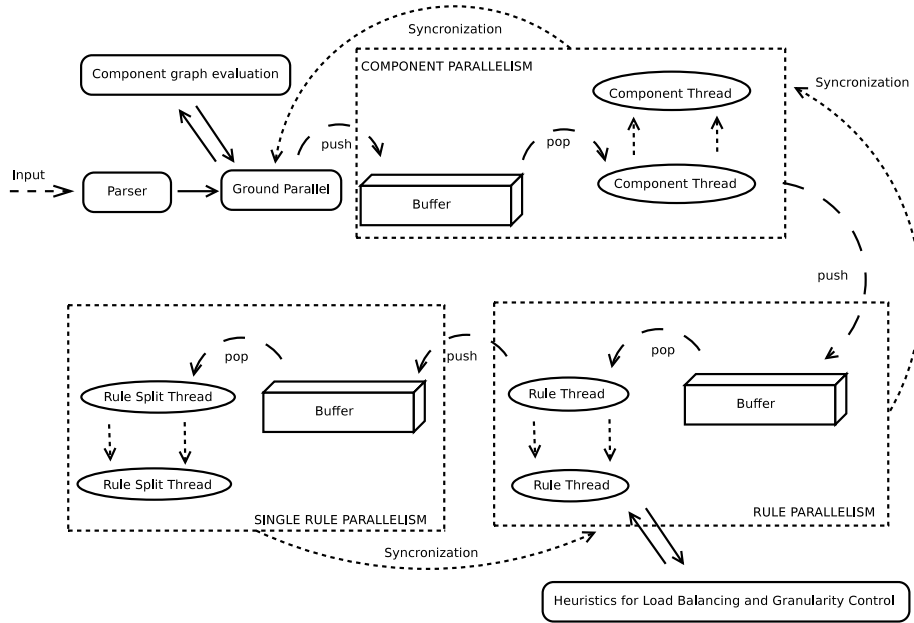 Syncronization
Component graph evaluation
COMPONENT PARALLELISM
Component Thread
Syncronization
push
pop
Input
Parser
Ground Parallel
Buffer
Component Thread
push
pop
push
pop
Rule Split Thread
Buffer
Rule Thread
Buffer
Rule Split Thread
Rule Thread
SINGLE RULE PARALLELISM
RULE PARALLELISM
Syncronization
Heuristics for Load Balancing and Granularity Control